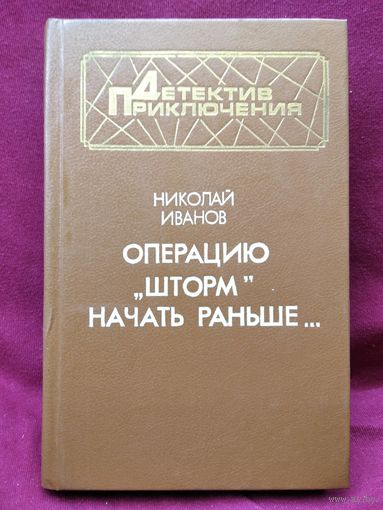 Детектив
Приключения
НИКОЛАЙ
ИВАНОВ
ОПЕРАЦИЮ
„ШТОРМ”
НАЧАТЬ РАНЬШЕ...